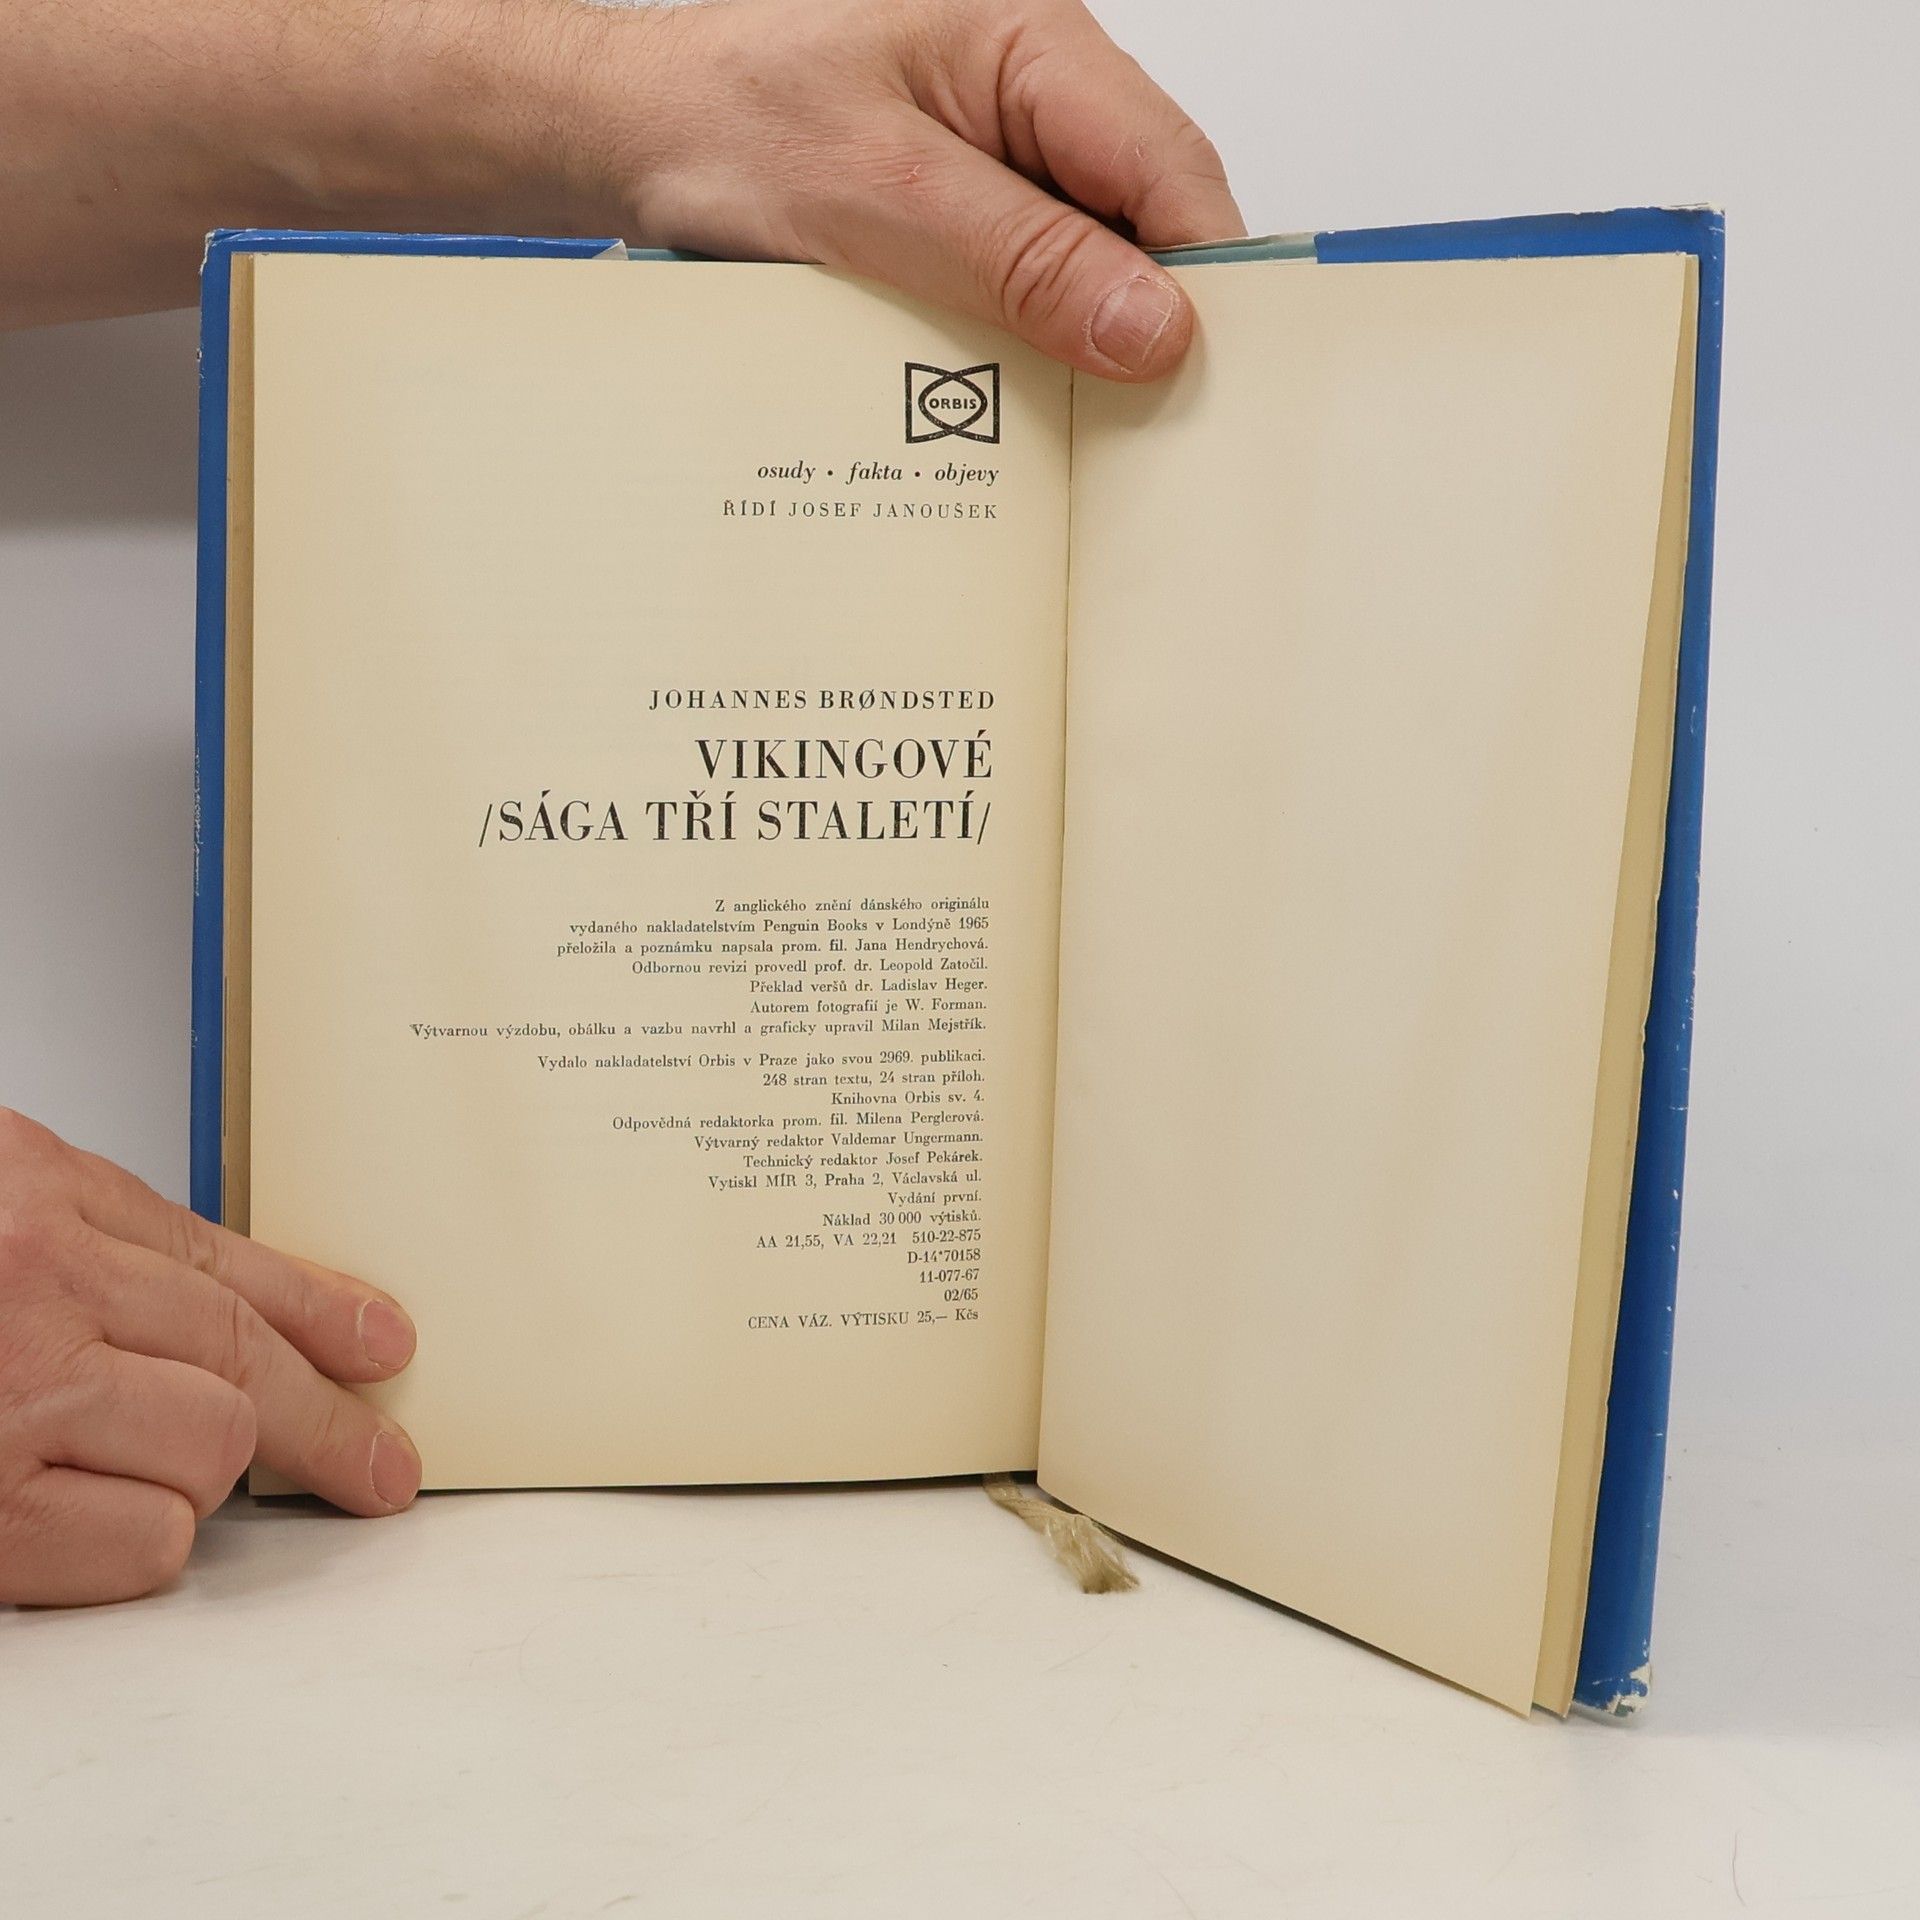 ORBIS
osudy • fakta • objevy
ŘÍDÍ JOSEF JANOUŠEK
JOHANNES BRØNDSTED
VIKINGOVÉ
/SÁGA TŘÍ STALETÍ/
Z anglického znění dánského originálu
vydaného nakladatelstvím Penguin Books v Londýně 1965
přeložila a poznámku napsala prom. fil. Jana Hendrychová.
Odbornou revizi provedl prof. dr. Leopold Zatočil.
Překlad veršů dr. Ladislav Heger.
Autorem fotografií je W. Forman.
Výtvarnou výzdobu, obálku a vazbu navrhl a graficky upravil Milan Mejstřík.
Vydalo nakladatelství Orbis v Praze jako svou 2969. publikaci.
248 stran textu, 24 stran příloh.
Knihovna Orbis sv. 4.
Odpovědná redaktorka prom. fil. Milena Perglerová.
Výtvarný redaktor Valdemar Ungermann.
Technický redaktor Josef Pekárek.
Vytiskl MÍR 3, Praha 2, Václavská ul.
Vydání první.
Náklad 30 000 výtisků.
AA 21,55, VA 22,21 510-22-875
D-14*70158
11-077-67
02/65
CENA VÁZ. VÝTISKU 25,— Kčs